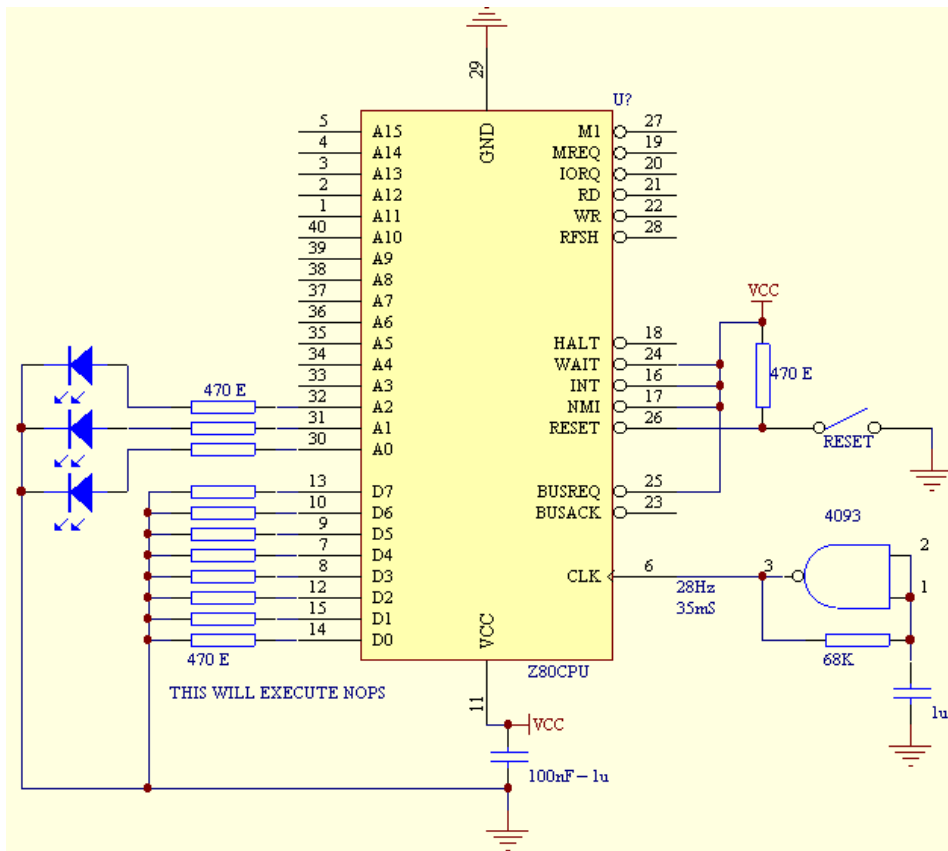 29
GND
U?
5 A15
4 A14
3 A13
2 A12
1 A11
40 A10
39 A9
38 A8
37 A7
36 A6
35 A5
34 A4
33 A3
470 E
32 A2
31 A1
30 A0
13 D7
10 D6
9 D5
7 D4
8 D3
12 D2
15 D1
14 D0
470 E
M1 27
MREQ 19
IORQ 20
RD 21
WR 22
RFSH 28
HALT 18
WAIT 24
INT 16
NMI 17
RESET 26
BUSREQ 25
BUSACK 23
CLK 6
VCC
470 E
RESET
4093
3
2
1
28Hz
35mS
68K
1u
VCC
Z80CPU
THIS WILL EXECUTE NOPS
11
VCC
100nF-1u